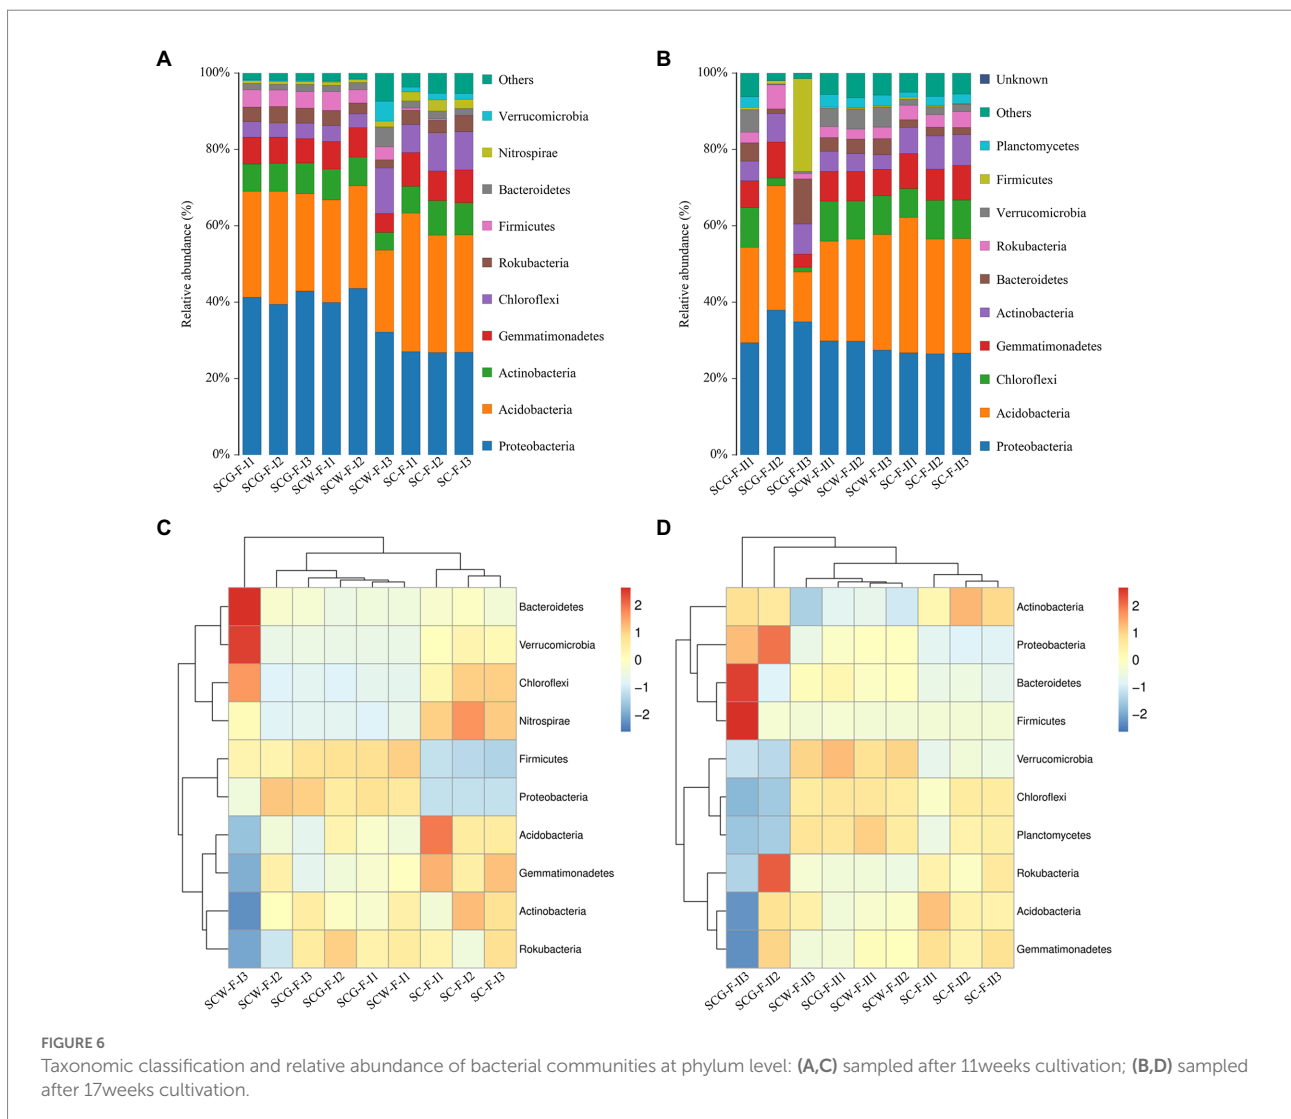 A
100%
80%
60%
40%
20%
0%
Relative abundance (%)
SCG-F-I1
SCG-F-I2
SCG-F-I3
SCW-F-I1
SCW-F-I2
SCW-F-I3
SC-F-I1
SC-F-I2
SC-F-I3
Others
Verrucomicrobia
Nitrospirae
Bacteroidetes
Firmicutes
Rokubacteria
Chloroflexi
Gemmatimonadetes
Actinobacteria
Acidobacteria
Proteobacteria
B
100%
80%
60%
40%
20%
0%
Relative abundance (%)
SCG-F-II1
SCG-F-II2
SCG-F-II3
SCW-F-II1
SCW-F-II2
SCW-F-II3
SC-F-II1
SC-F-II2
SC-F-II3
Unknown
Others
Planctomycetes
Firmicutes
Verrucomicrobia
Rokubacteria
Bacteroidetes
Actinobacteria
Gemmatimonadetes
Chloroflexi
Acidobacteria
Proteobacteria
C
Bacteroidetes
Verrucomicrobia
Chloroflexi
Nitrospirae
Firmicutes
Proteobacteria
Acidobacteria
Gemmatimonadetes
Actinobacteria
Rokubacteria
SCW-F-I3
SCW-F-I2
SCG-F-I3
SCG-F-I2
SCG-F-I1
SCW-F-I1
SC-F-I1
SC-F-I2
SC-F-I3
2
1
0
−1
−2
D
Actinobacteria
Proteobacteria
Bacteroidetes
Firmicutes
Verrucomicrobia
Chloroflexi
Planctomycetes
Rokubacteria
Acidobacteria
Gemmatimonadetes
SCG-F-II3
SCG-F-II2
SCW-F-II3
SCG-F-II1
SCW-F-II1
SCW-F-II2
SC-F-II1
SC-F-II2
SC-F-II3
2
1
0
−1
−2
FIGURE 6
Taxonomic classification and relative abundance of bacterial communities at phylum level: (A,C) sampled after 11weeks cultivation; (B,D) sampled
after 17weeks cultivation.